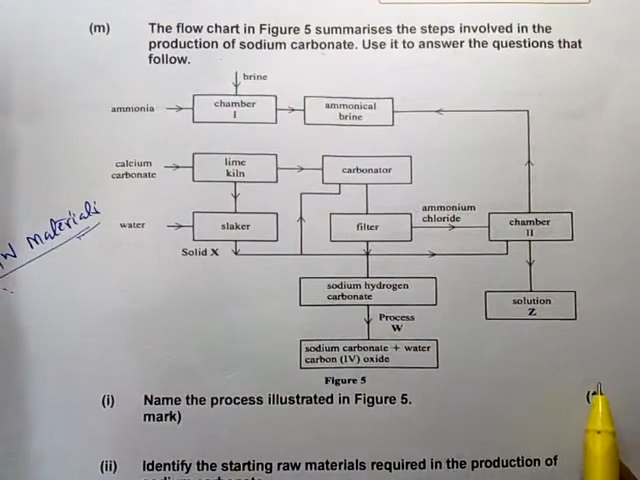 (m) The flow chart in Figure 5 summarises the steps involved in the
production of sodium carbonate. Use it to answer the questions that
follow.
brine
ammonia
chamber
I
ammonical
brine
calcium
carbonate
lime
kiln
carbonator
ammonium
chloride
water
slaker
filter
chamber
II
Solid X
sodium hydrogen
carbonate
solution
Z
Process
W
sodium carbonate + water
carbon (IV) oxide
Figure 5
Materials
(i) Name the process illustrated in Figure 5.
mark)
(ii) Identify the starting raw materials required in the production of